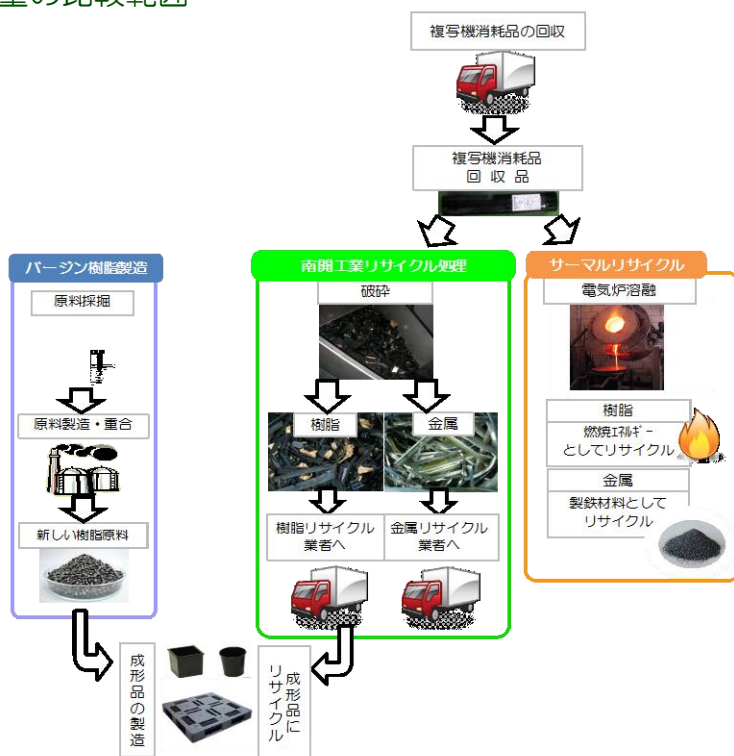 量の比較範囲
複写機消耗品の回収
複写機消耗品
回 収 品
バージン樹脂製造
原料採掘
原料製造・重合
新しい樹脂原料
南開工業リサイクル処理
破砕
樹脂
金属
樹脂リサイクル
業者へ
金属リサイクル
業者へ
サーマルリサイクル
電気炉溶融
樹脂
燃焼ｴﾈﾙｷﾞｰ
としてリサイクル
金属
製鉄材料として
リサイクル
成形品の製造
成形品に
リサイクル